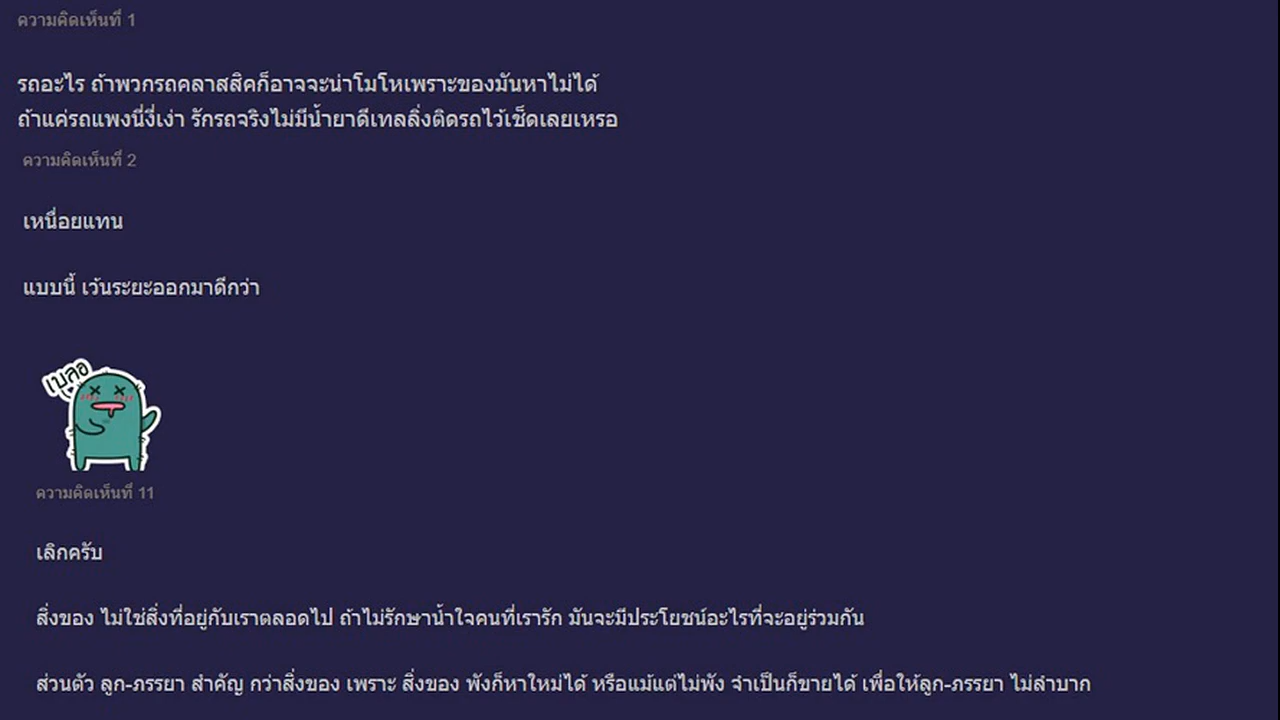 ความคิดเห็นที่ 1
รถอะไร ถ้าพวกรถคลาสสิคก็อาจจะน่าโมโหเพราะของมันหาไม่ได้
ถ้าแค่รถแพงนี่งี่เง่า รักรถจริงไม่มีน้ำยาดีเทลลิ่งติดรถไว้เช็ดเลยเหรอ
ความคิดเห็นที่ 2
เหนื่อยแทน
แบบนี้ เว้นระยะออกมาดีกว่า
เบลอ
ความคิดเห็นที่ 11
เลิกครับ
สิ่งของ ไม่ใช่สิ่งที่อยู่กับเราตลอดไป ถ้าไม่รักษาน้ำใจคนที่เรารัก มันจะมีประโยชน์อะไรที่จะอยู่ร่วมกัน
ส่วนตัว ลูก-ภรรยา สำคัญ กว่าสิ่งของ เพราะ สิ่งของ พังก็หาใหม่ได้ หรือแม้แต่ไม่พัง จำเป็นก็ขายได้ เพื่อให้ลูก-ภรรยา ไม่ลำบาก